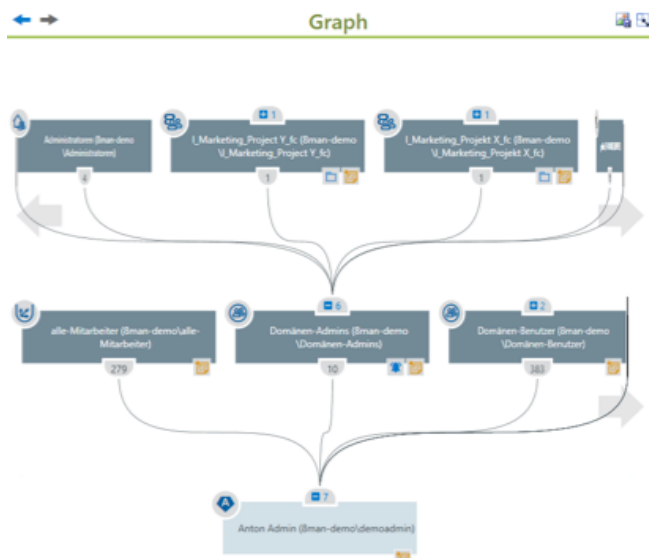 Graph
1
1
Administratoren (8man-demo
\Administratoren)
I_Marketing_Project Y_fc (8man-demo
\I_Marketing_Project Y_fc)
I_Marketing_Projekt X_fc (8man-demo
\I_Marketing_Projekt X_fc)
4
1
1
6
2
alle-Mitarbeiter (8man-demo\alle-
Mitarbeiter)
Domänen-Admins (8man-demo
\Domänen-Admins)
Domänen-Benutzer (8man-demo
\Domänen-Benutzer)
279
10
383
7
A
Anton Admin (8man-demo\demoadmin)